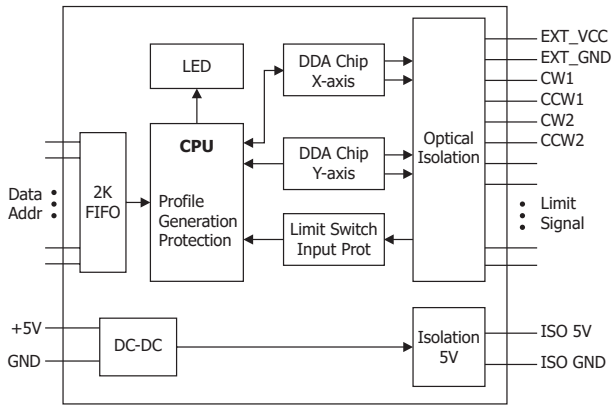 EXT_VCC
EXT_GND
CW1
CCW1
CW2
CCW2
LED
DDA Chip
X-axis
CPU
Profile
Generation
Protection
DDA Chip
Y-axis
Optical
Isolation
Data
Addr
2K
FIFO
Limit Switch
Input Prot
Limit
Signal
+5V
GND
DC-DC
Isolation
5V
ISO 5V
ISO GND